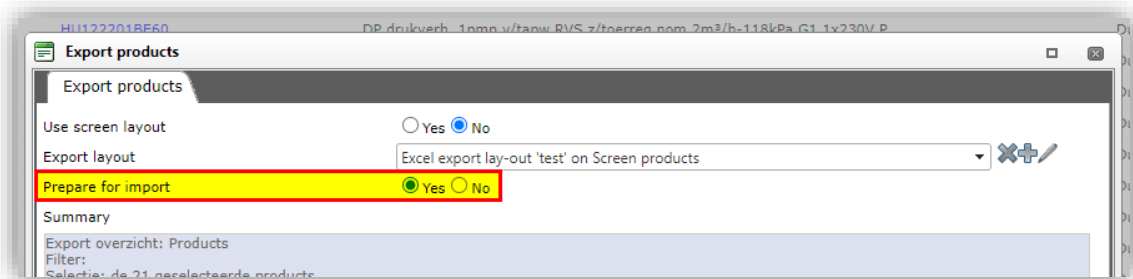 HU122201BE60 DP drukverh. 1pmp v/tapw RVS z/toerreg nom 2m³/h-118kPa G1 1x230V P
Export products
Export products
Use screen layout Yes No
Export layout Excel export lay-out 'test' on Screen products
Prepare for import Yes No
Summary
Export overzicht: Products
Filter:
Selectie: de 21 geselecteerde products